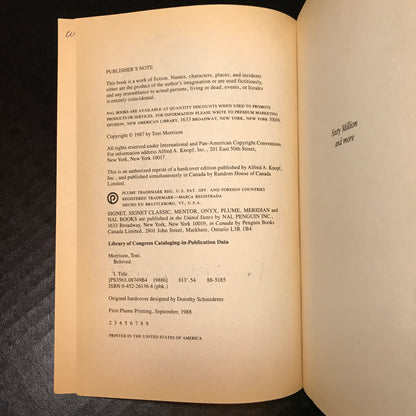 w
PUBLISHER'S NOTE
This book is a work of fiction. Names, characters, places, and incidents
either are the product of the author's imagination or are used fictitiously,
and any resemblance to actual persons, living or dead, events, or locales
is entirely coincidental.
NAL BOOKS ARE AVAILABLE AT QUANTITY DISCOUNTS WHEN USED TO PROMOTE
PRODUCTS OR SERVICES. FOR INFORMATION PLEASE WRITE TO PREMIUM MARKETING
DIVISION, NEW AMERICAN LIBRARY, 1633 BROADWAY, NEW YORK, NEW YORK 10019.
Copyright © 1987 by Toni Morrison
All rights reserved under International and Pan-American Copyright Conventions.
For information address Alfred A. Knopf, Inc., 201 East 50th Street,
New York, New York 10017.
This is an authorized reprint of a hardcover edition published by Alfred A. Knopf, Inc.,
and published simultaneously in Canada by Random House of Canada
Limited.
PLUME TRADEMARK REG. U.S. PAT. OFF. AND FOREIGN COUNTRIES
REGISTERED TRADEMARK—MARCA REGISTRADA
HECHO EN BRATTLEBORO, VT., U.S.A.
SIGNET, SIGNET CLASSIC, MENTOR, ONYX, PLUME, MERIDIAN and
NAL BOOKS are published in the United States by NAL PENGUIN INC.,
1633 Broadway, New York, New York 10019, in Canada by Penguin Books
Canada Limited, 2801 John Street, Markham, Ontario L3R 1B4
Library of Congress Cataloging-in-Publication Data
Morrison, Toni.
Beloved.
I. Title.
[PS3563.O8749B4 1988b] 813'.54 88-5185
ISBN 0-452-26136-8 (pbk.)
Original hardcover designed by Dorothy Schmiderer.
First Plume Printing, September, 1988
2 3 4 5 6 7 8 9
PRINTED IN THE UNITED STATES OF AMERICA
Sixty Million
and more